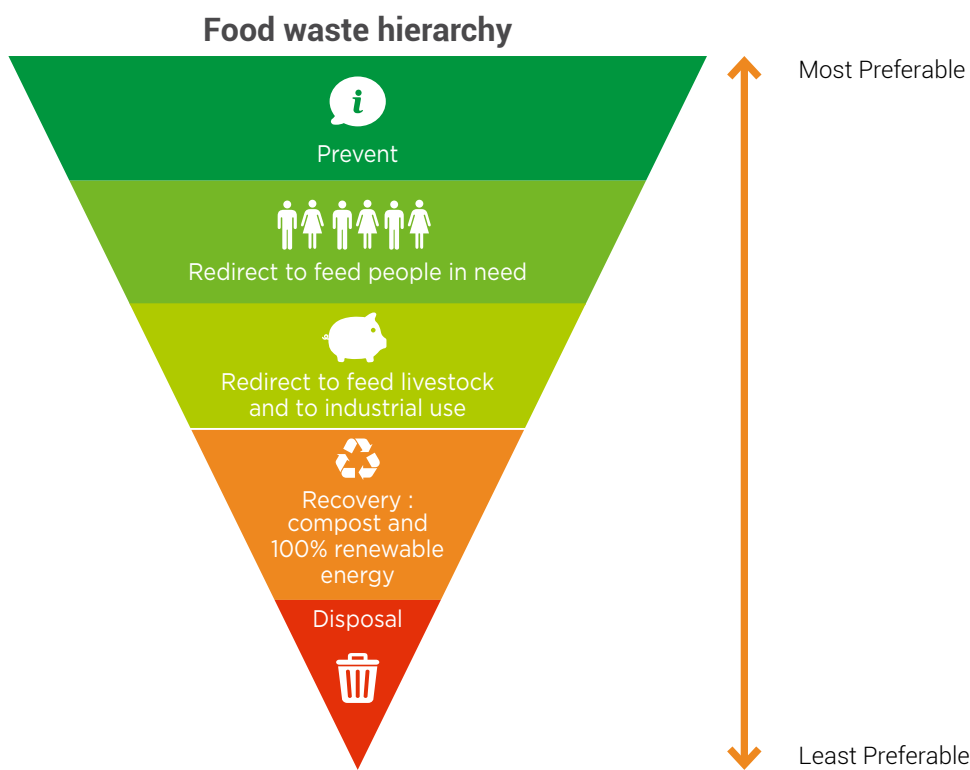 Food waste hierarchy
Most Preferable
i
Prevent
Redirect to feed people in need
Redirect to feed livestock
and to industrial use
Recovery :
compost and
100% renewable
energy
Disposal
Least Preferable